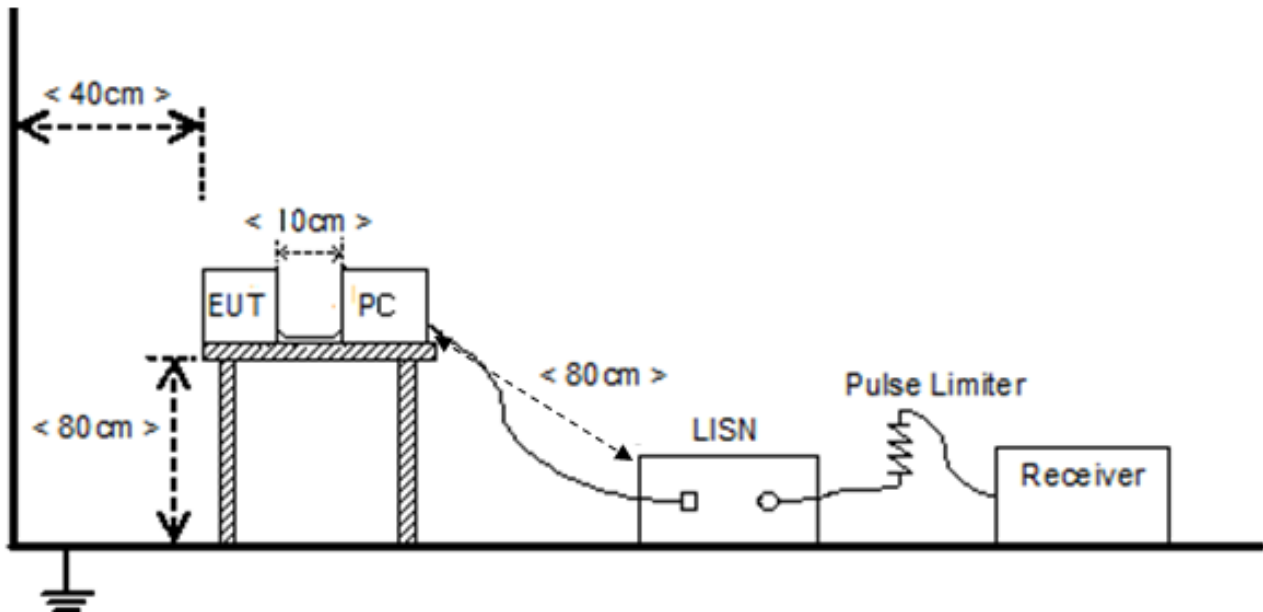 < 40cm >
< 10cm >
EUT
PC
< 80cm >
< 80cm >
Pulse Limiter
LISN
Receiver